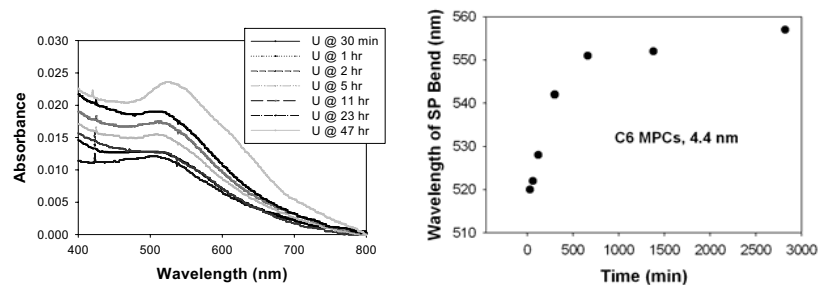 0.030
0.025
0.020
0.015
0.010
0.005
0.000
Absorbance
400 500 600 700 800
Wavelength (nm)
U @ 30 min
U @ 1 hr
U @ 2 hr
U @ 5 hr
U @ 11 hr
U @ 23 hr
U @ 47 hr
560
550
540
530
520
510
Wavelength of SP Bend (nm)
C6 MPCs, 4.4 nm
0 500 1000 1500 2000 2500 3000
Time (min)